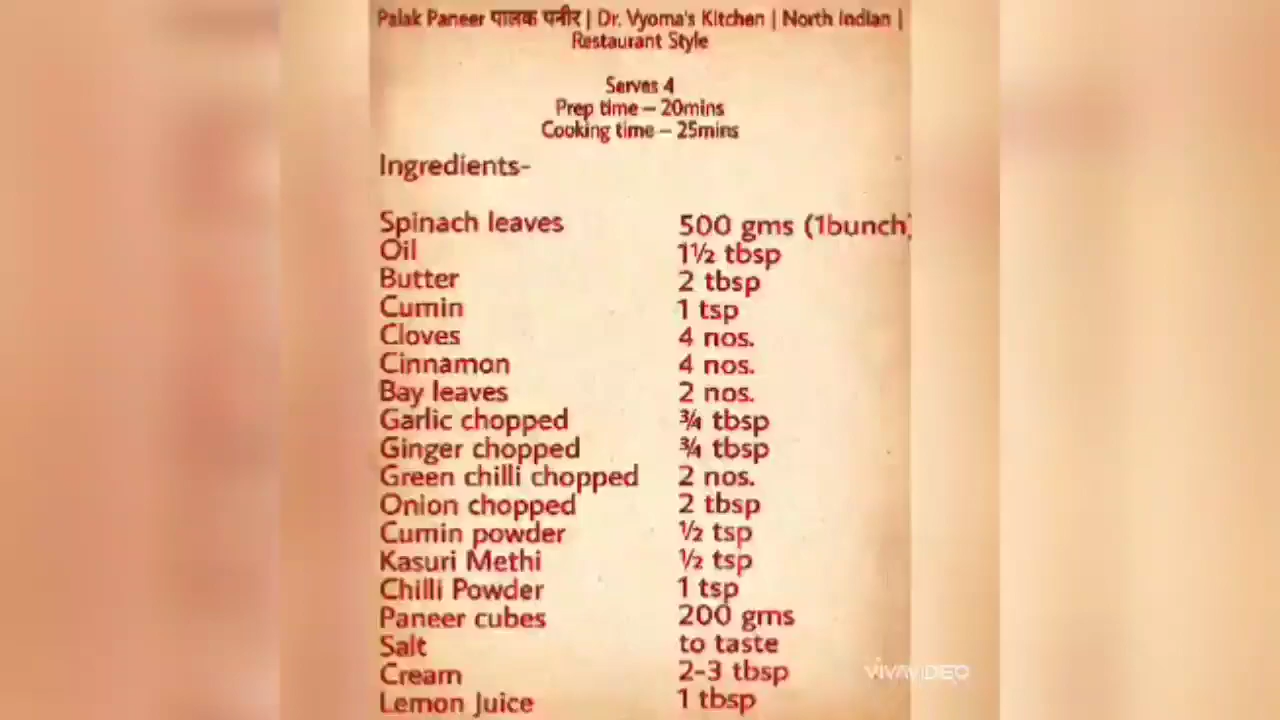 Palak Paneer पालक पनीर | Dr. Vyoma's Kitchen | North Indian |
Restaurant Style
Serves 4
Prep time – 20mins
Cooking time – 25mins
Ingredients-
Spinach leaves 500 gms (1bunch)
Oil 1½ tbsp
Butter 2 tbsp
Cumin 1 tsp
Cloves 4 nos.
Cinnamon 4 nos.
Bay leaves 2 nos.
Garlic chopped ¾ tbsp
Ginger chopped ¾ tbsp
Green chilli chopped 2 nos.
Onion chopped 2 tbsp
Cumin powder ½ tsp
Kasuri Methi ½ tsp
Chilli Powder 1 tsp
Paneer cubes 200 gms
Salt to taste
Cream 2-3 tbsp
Lemon Juice 1 tbsp
VIVAVIDEO